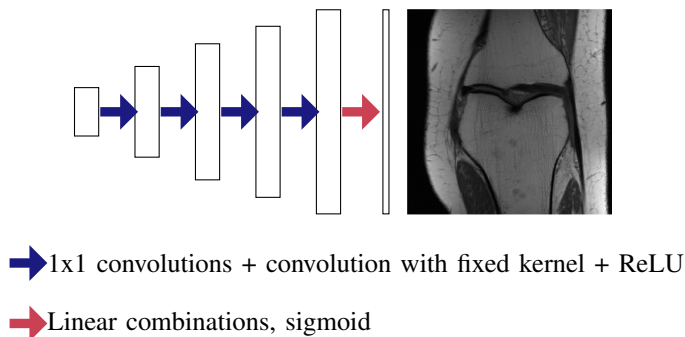 1x1 convolutions + convolution with fixed kernel + ReLU
Linear combinations, sigmoid